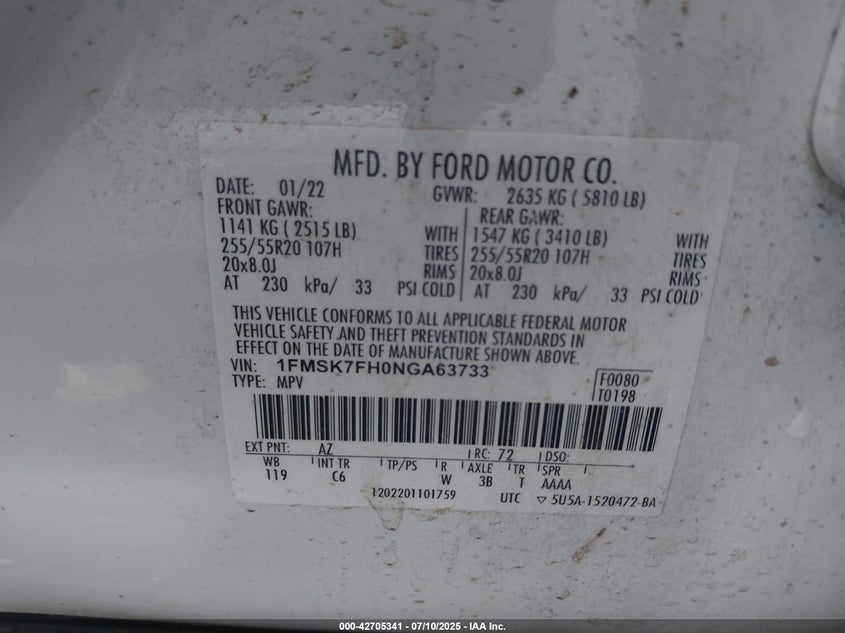 MFD. BY FORD MOTOR CO.
DATE: 01/22 GVWR: 2635 KG ( 5810 LB)
FRONT GAWR: REAR GAWR:
1141 KG ( 2515 LB) WITH 1547 KG ( 3410 LB) WITH
255/55R20 107H TIRES 255/55R20 107H TIRES
20x8.0J RIMS 20x8.0J RIMS
AT 230 kPa/ 33 PSI COLD AT 230 kPa/ 33 PSI COLD
THIS VEHICLE CONFORMS TO ALL APPLICABLE FEDERAL MOTOR
VEHICLE SAFETY AND THEFT PREVENTION STANDARDS IN
EFFECT ON THE DATE OF MANUFACTURE SHOWN ABOVE.
VIN: 1FMSK7FH0NGA63733
TYPE: MPV
F0080
T0198
EXT PNT: AZ RC: 72 DSO:
WB INT TR TP/PS R AXLE TR SPR
119 C6 W 3B T AAAA
1202201101759 UTC ▽ 5U5A-1520472-BA
000-42705341 - 07/10/2025 - IAA Inc.